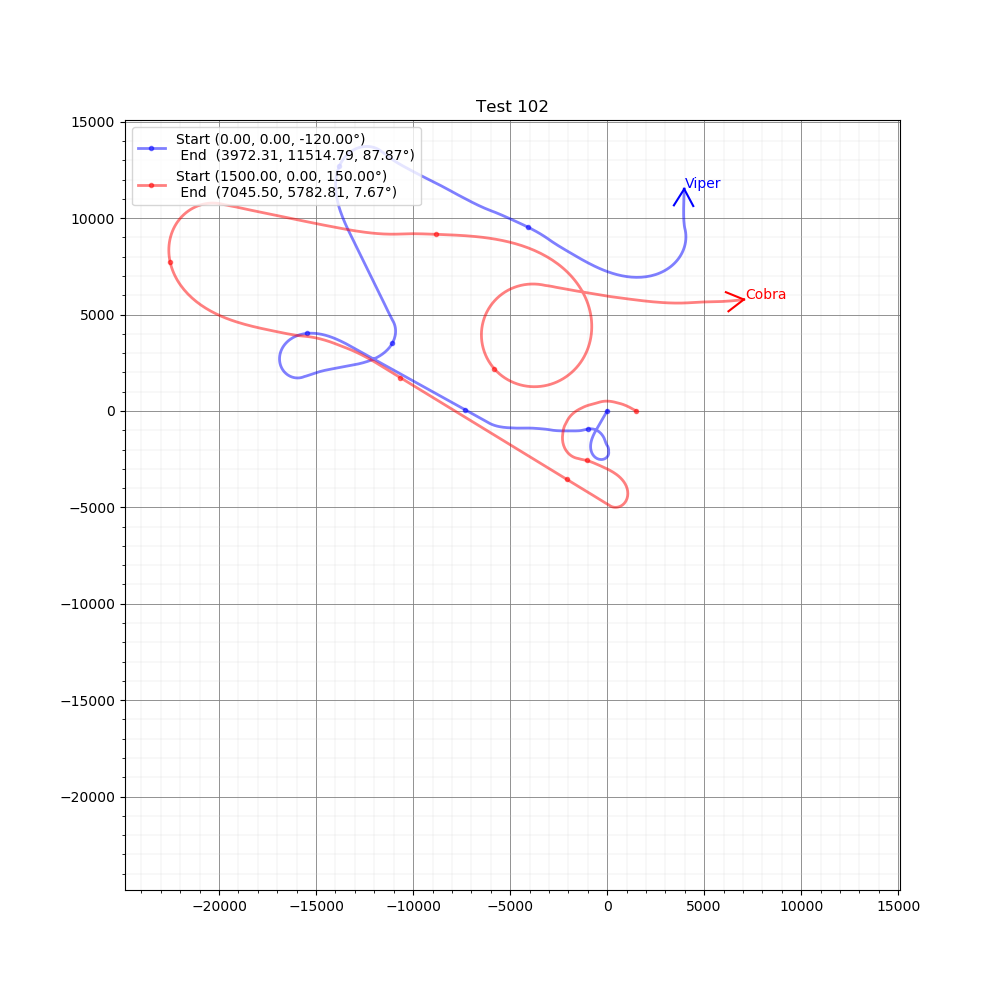 Test 102
Start (0.00, 0.00, -120.00°)
End (3972.31, 11514.79, 87.87°)
Start (1500.00, 0.00, 150.00°)
End (7045.50, 5782.81, 7.67°)
Viper
Cobra
15000
10000
5000
0
−5000
−10000
−15000
−20000
−20000 −15000 −10000 −5000 0 5000 10000 15000